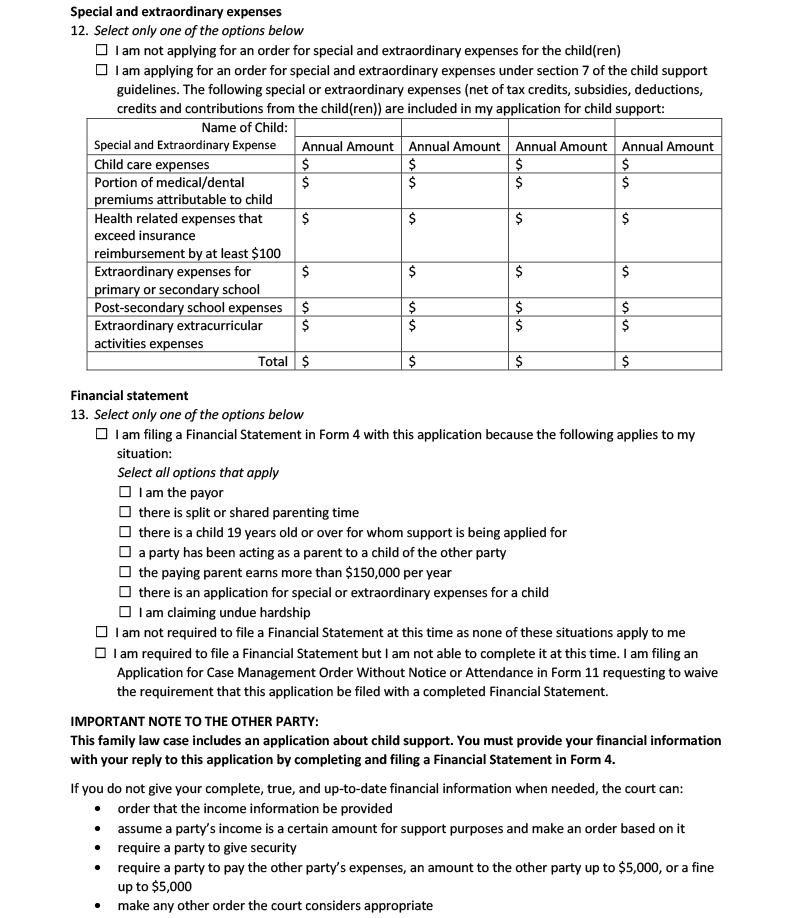 Special and extraordinary expenses
12. Select only one of the options below
☐ I am not applying for an order for special and extraordinary expenses for the child(ren)
☐ I am applying for an order for special and extraordinary expenses under section 7 of the child support
guidelines. The following special or extraordinary expenses (net of tax credits, subsidies, deductions,
credits and contributions from the child(ren)) are included in my application for child support:
Name of Child:
Special and Extraordinary Expense Annual Amount Annual Amount Annual Amount Annual Amount
Child care expenses $ $ $ $
Portion of medical/dental $ $ $ $
premiums attributable to child
Health related expenses that $ $ $ $
exceed insurance
reimbursement by at least $100
Extraordinary expenses for $ $ $ $
primary or secondary school
Post-secondary school expenses $ $ $ $
Extraordinary extracurricular $ $ $ $
activities expenses
Total $ $ $ $
Financial statement
13. Select only one of the options below
☐ I am filing a Financial Statement in Form 4 with this application because the following applies to my
situation:
Select all options that apply
☐ I am the payor
☐ there is split or shared parenting time
☐ there is a child 19 years old or over for whom support is being applied for
☐ a party has been acting as a parent to a child of the other party
☐ the paying parent earns more than $150,000 per year
☐ there is an application for special or extraordinary expenses for a child
☐ I am claiming undue hardship
☐ I am not required to file a Financial Statement at this time as none of these situations apply to me
☐ I am required to file a Financial Statement but I am not able to complete it at this time. I am filing an
Application for Case Management Order Without Notice or Attendance in Form 11 requesting to waive
the requirement that this application be filed with a completed Financial Statement.
IMPORTANT NOTE TO THE OTHER PARTY:
This family law case includes an application about child support. You must provide your financial information
with your reply to this application by completing and filing a Financial Statement in Form 4.
If you do not give your complete, true, and up-to-date financial information when needed, the court can:
• order that the income information be provided
• assume a party's income is a certain amount for support purposes and make an order based on it
• require a party to give security
• require a party to pay the other party's expenses, an amount to the other party up to $5,000, or a fine
up to $5,000
• make any other order the court considers appropriate